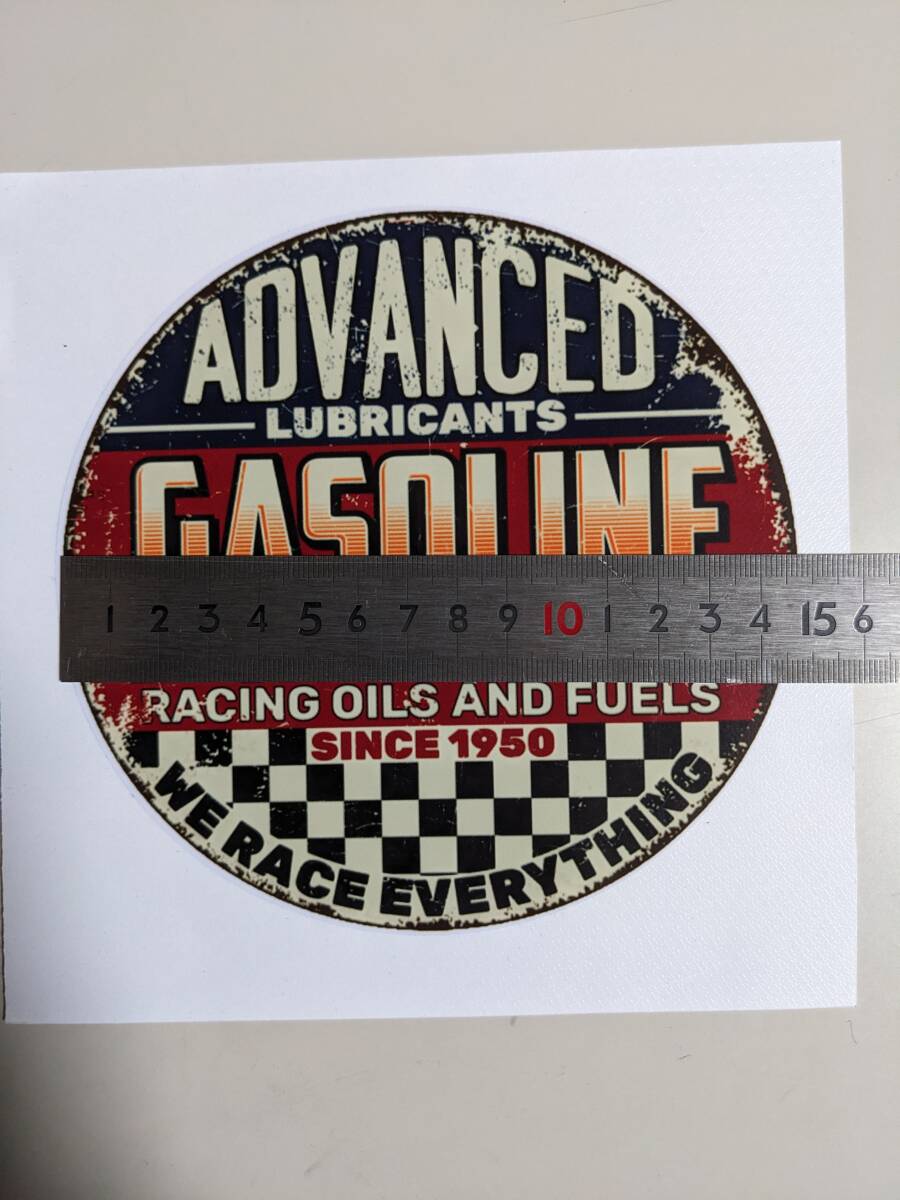 ADVANCED
LUBRICANTS
GASOLINE
1 2 3 4 5 6 7 8 9 10 1 2 3 4 15 6
RACING OILS AND FUELS
SINCE 1950
WE RACE EVERYTHING